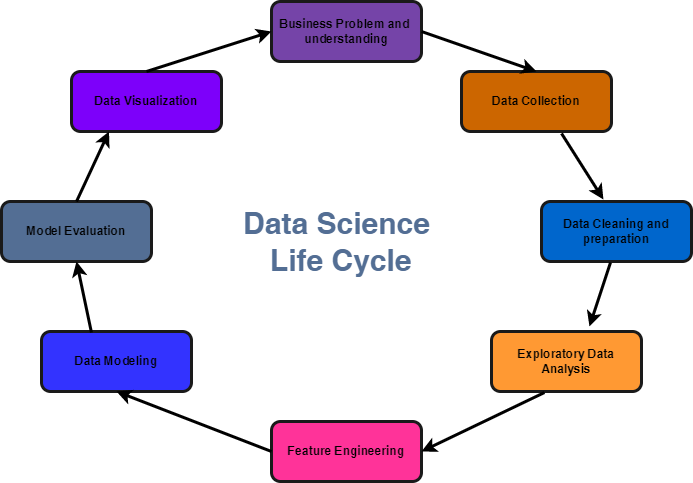 Business Problem and
understanding
Data Visualization
Data Collection
Model Evaluation
Data Science
Life Cycle
Data Cleaning and
preparation
Data Modeling
Exploratory Data
Analysis
Feature Engineering